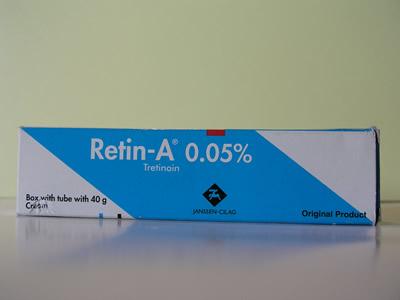 Retin-A® 0.05%
Tretinoin
Box with tube with 40 g
Cream
JANSSEN-CILAG
Original Product